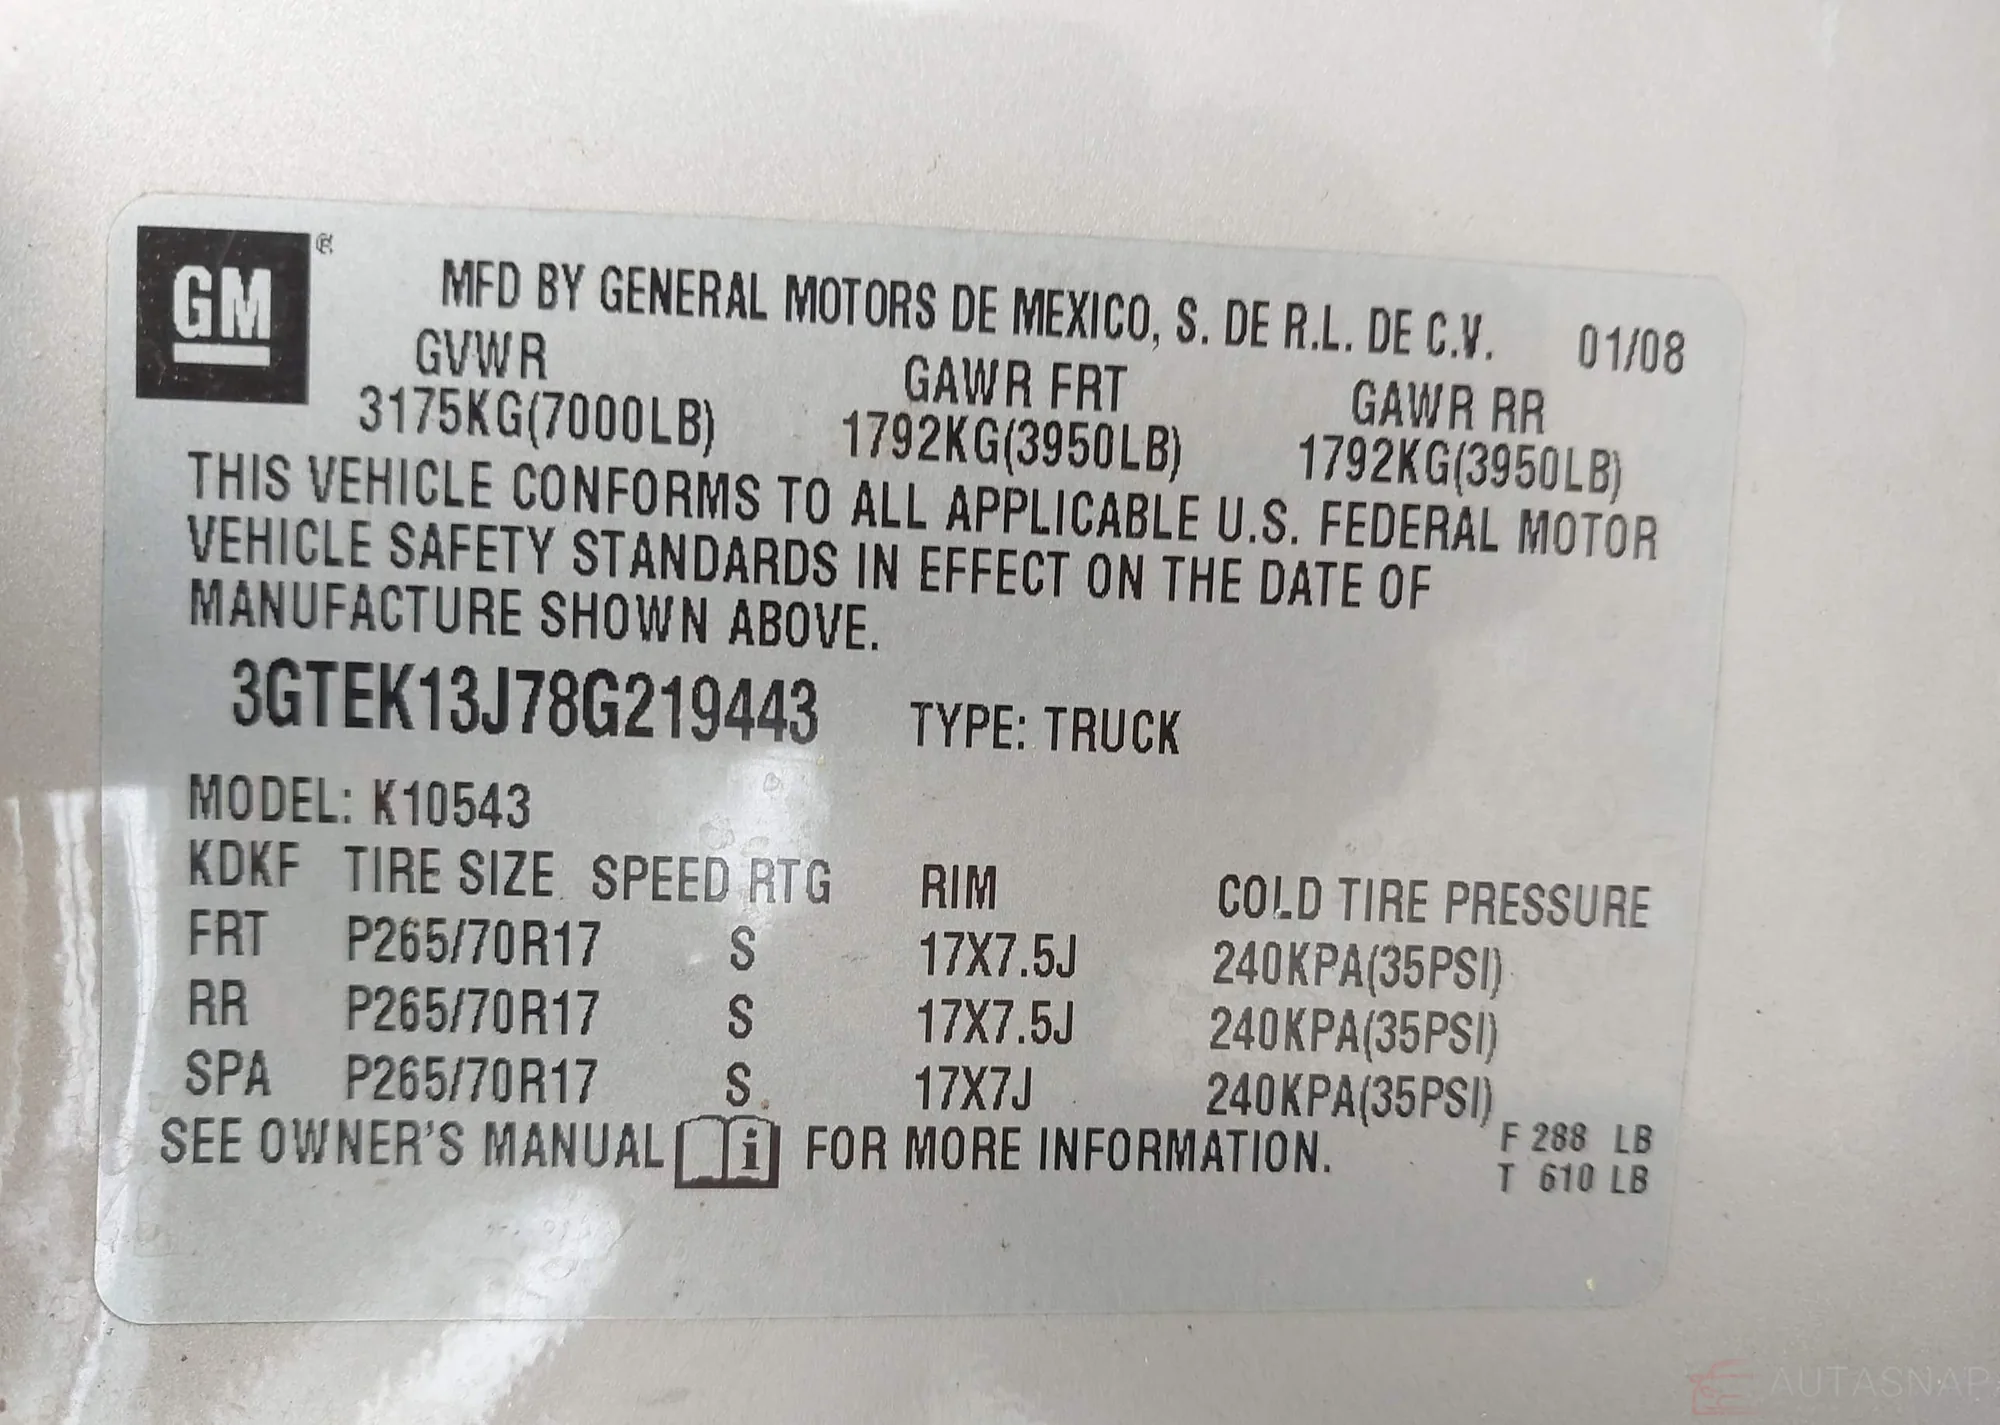 GM ®
MFD BY GENERAL MOTORS DE MEXICO, S. DE R.L. DE C.V. 01/08
GVWR GAWR FRT GAWR RR
3175KG(7000LB) 1792KG(3950LB) 1792KG(3950LB)
THIS VEHICLE CONFORMS TO ALL APPLICABLE U.S. FEDERAL MOTOR
VEHICLE SAFETY STANDARDS IN EFFECT ON THE DATE OF
MANUFACTURE SHOWN ABOVE.
3GTEK13J78G219443 TYPE: TRUCK
MODEL: K10543
KDKF TIRE SIZE SPEED RTG RIM COLD TIRE PRESSURE
FRT P265/70R17 S 17X7.5J 240KPA(35PSI)
RR P265/70R17 S 17X7.5J 240KPA(35PSI)
SPA P265/70R17 S 17X7J 240KPA(35PSI)
SEE OWNER'S MANUAL i FOR MORE INFORMATION.
F 288 LB
T 610 LB
AUTASNAP